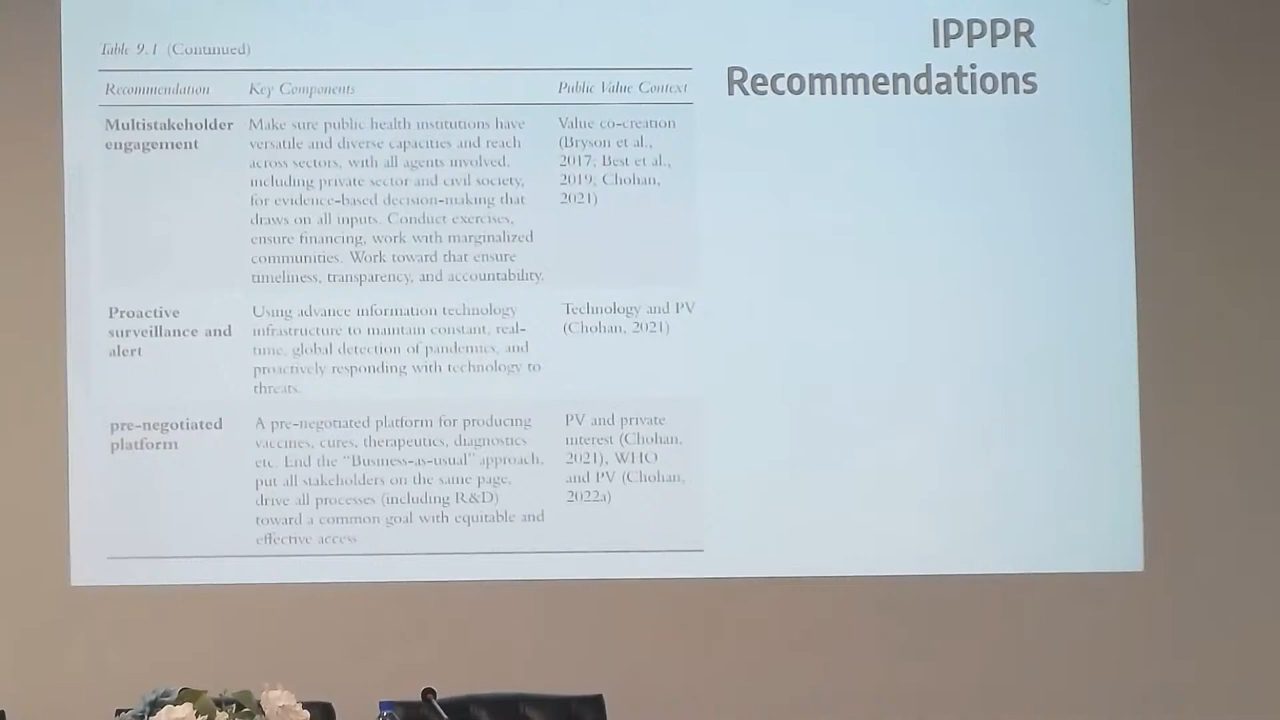 IPPPR
Recommendations
Table 9.1 (Continued)
Recommendation Key Components Public Value Context
Multistakeholder
engagement
Make sure public health institutions have
versatile and diverse capacities and reach
across sectors, with all agents involved,
including private sector and civil society,
for evidence-based decision-making that
draws on all inputs. Conduct exercises,
ensure financing, work with marginalized
communities. Work toward that ensure
timeliness, transparency, and accountability.
Value co-creation
(Bryson et al.,
2017; Best et al.,
2019; Chohan,
2021)
Proactive
surveillance and
alert
Using advance information technology
infrastructure to maintain constant, real-
time, global detection of pandemics, and
proactively responding with technology to
threats.
Technology and PV
(Chohan, 2021)
pre-negotiated
platform
A pre-negotiated platform for producing
vaccines, cures, therapeutics, diagnostics
etc. End the “Business-as-usual” approach,
put all stakeholders on the same page,
drive all processes (including R&D)
toward a common goal with equitable and
effective access
PV and private
interest (Chohan,
2021), WHO
and PV (Chohan,
2022a)